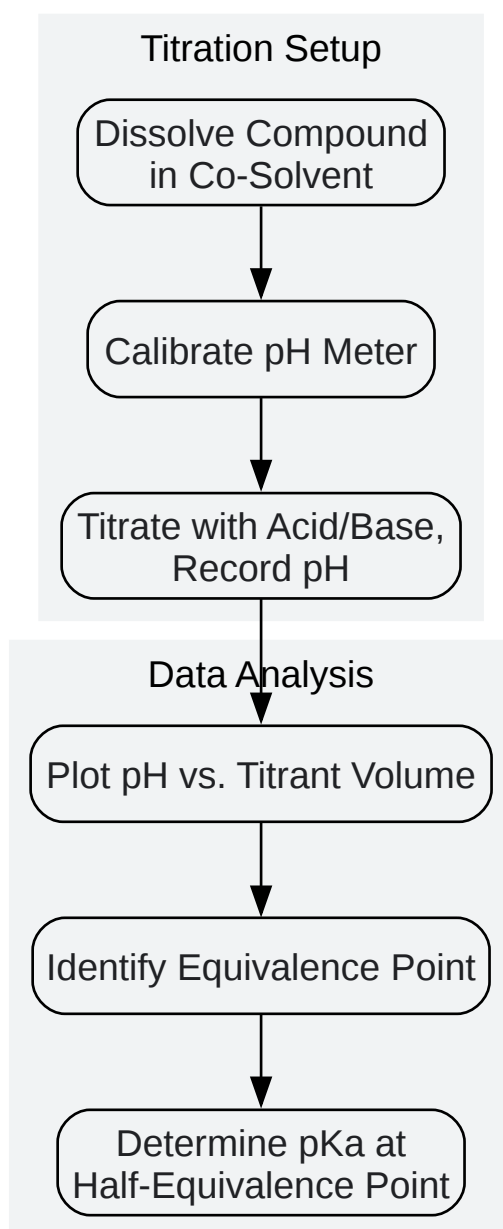 Titration Setup
Dissolve Compound
in Co-Solvent
Calibrate pH Meter
Titrate with Acid/Base,
Record pH
Data Analysis
Plot pH vs. Titrant Volume
Identify Equivalence Point
Determine pKa at
Half-Equivalence Point